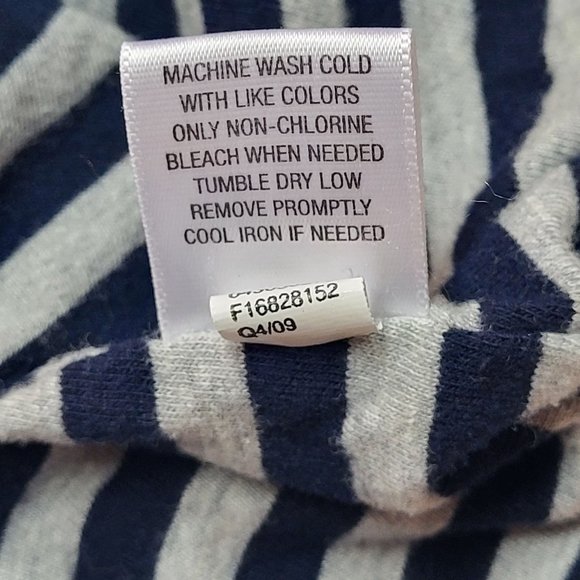 MACHINE WASH COLD
WITH LIKE COLORS
ONLY NON-CHLORINE
BLEACH WHEN NEEDED
TUMBLE DRY LOW
REMOVE PROMPTLY
COOL IRON IF NEEDED
F16828152
Q4/09